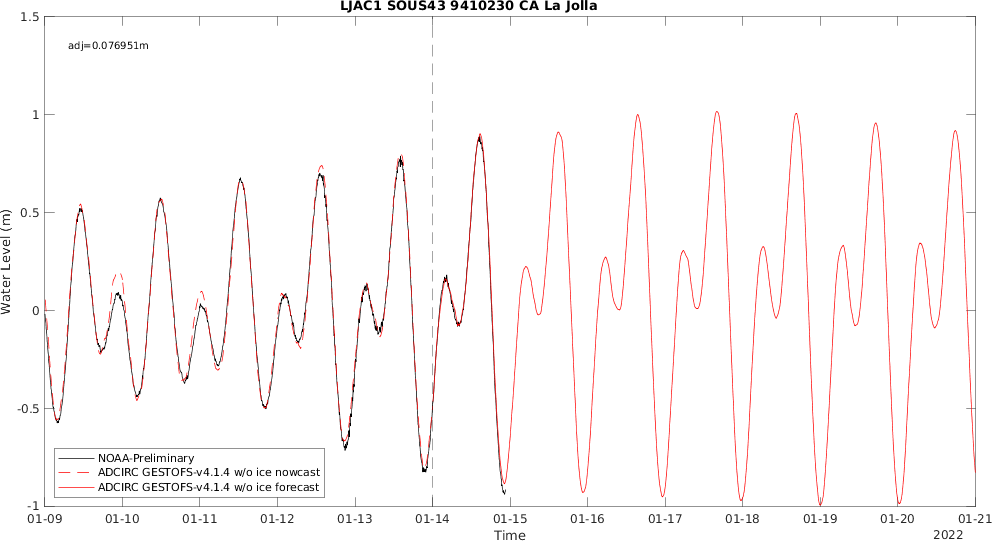 LJAC1 SOUS43 9410230 CA La Jolla
adj=0.076951m
1.5
1
0.5
0
-0.5
-1
Water Level (m)
NOAA-Preliminary
ADCIRC GESTOFS-v4.1.4 w/o ice nowcast
ADCIRC GESTOFS-v4.1.4 w/o ice forecast
01-09 01-10 01-11 01-12 01-13 01-14 01-15 01-16 01-17 01-18 01-19 01-20 01-21
Time
2022